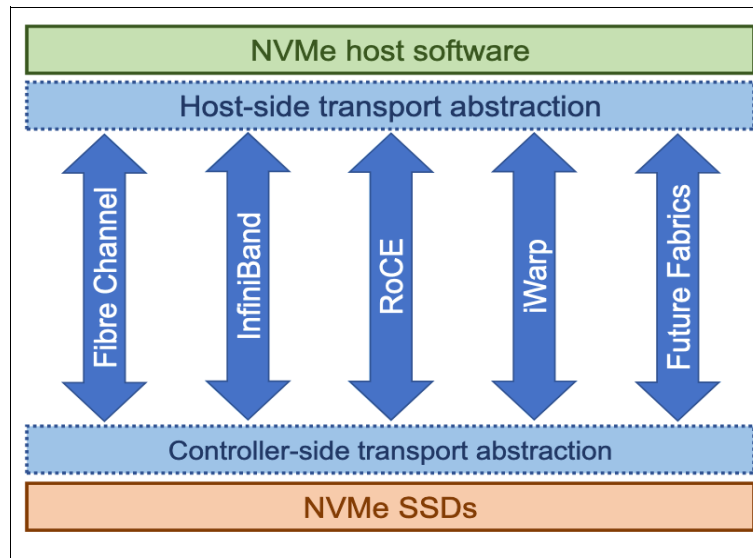 NVMe host software
Host-side transport abstraction
Fibre Channel
InfiniBand
RoCE
iWarp
Future Fabrics
Controller-side transport abstraction
NVMe SSDs